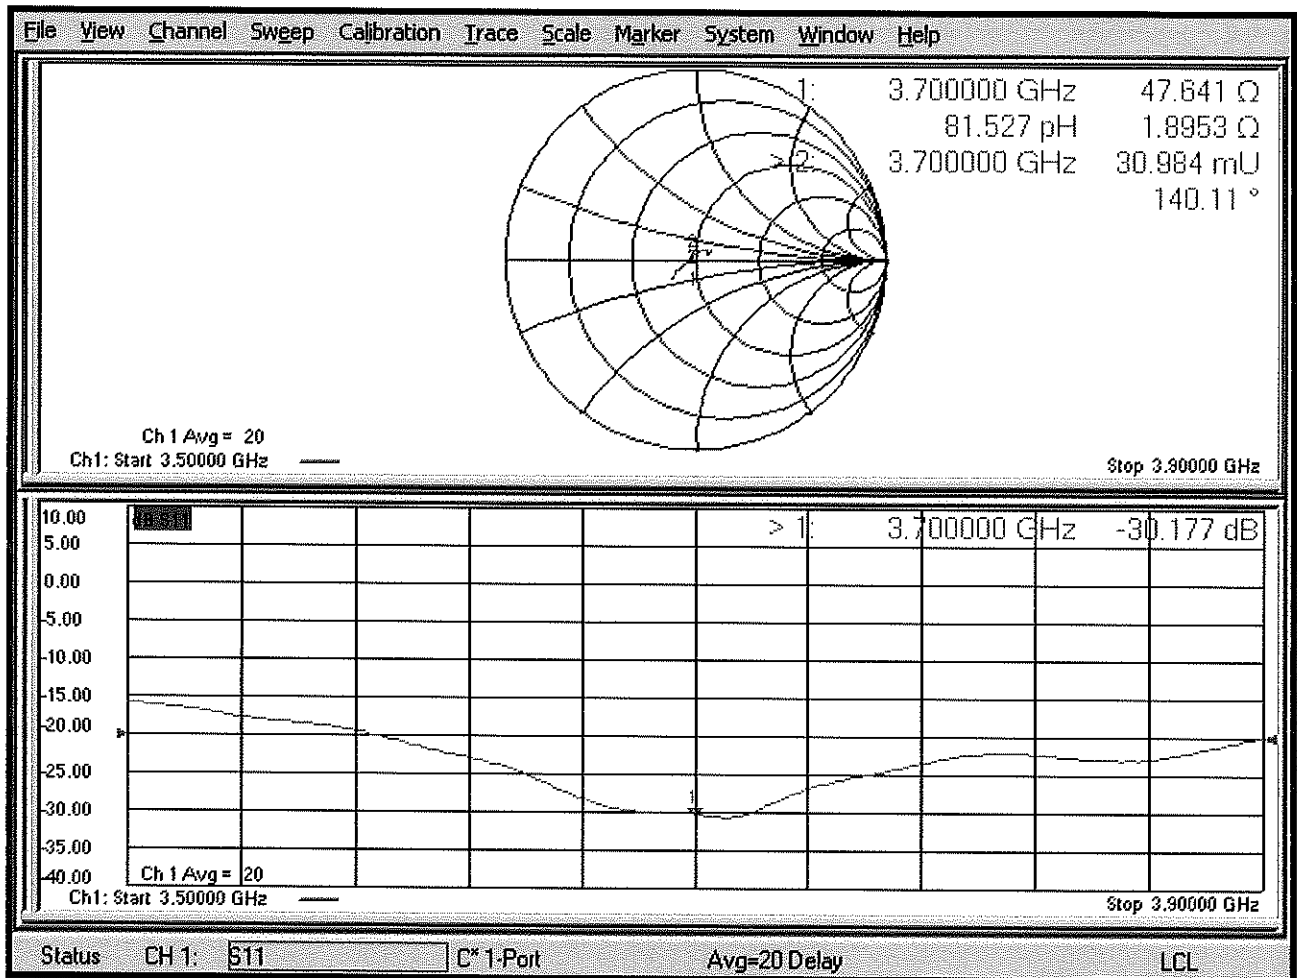 File View Channel Sweep Calibration Trace Scale Marker System Window Help
1: 3.700000 GHz 47.641 Ω
81.527 pH 1.8953 Ω
> 2: 3.700000 GHz 30.984 mU
140.11 °
Ch 1 Avg = 20
Ch1: Start 3.50000 GHz
Stop 3.90000 GHz
10.00
> 1: 3.700000 GHz -30.177 dB
5.00
0.00
-5.00
-10.00
-15.00
-20.00
-25.00
1
-30.00
-35.00
-40.00
Ch 1 Avg = 20
Ch1: Start 3.50000 GHz
Stop 3.90000 GHz
Status CH 1: S11 C* 1-Port Avg=20 Delay LCL